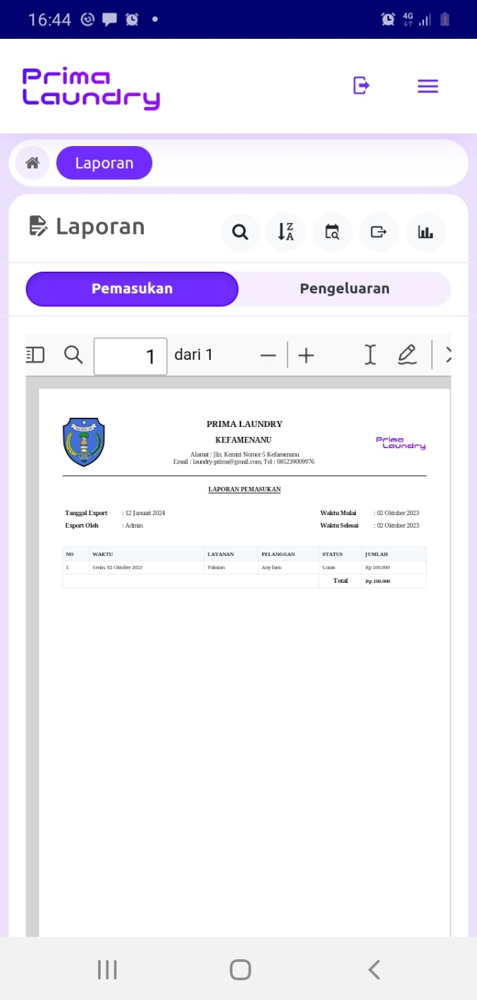 16:44
4G
Prima
Laundry
Laporan
Laporan
Z
A
Pemasukan Pengeluaran
1 dari 1
PRIMA LAUNDRY
KEFAMENANU
Prima
Laundry
Alamat : Jln. Kemiri Nomor 5 Kefamenanu
Email : laundry-prima@gmail.com, Tel : 085239009976
LAPORAN PEMASUKAN
Tanggal Export : 12 Januari 2024 Waktu Mulai : 02 Oktober 2023
Export Oleh : Admin Waktu Selesai : 02 Oktober 2023
NO WAKTU LAYANAN PELANGGAN STATUS JUMLAH
1 Senin, 02 Oktober 2023 Pakaian Any fanu Lunas Rp 100.000
Total Rp 100.000